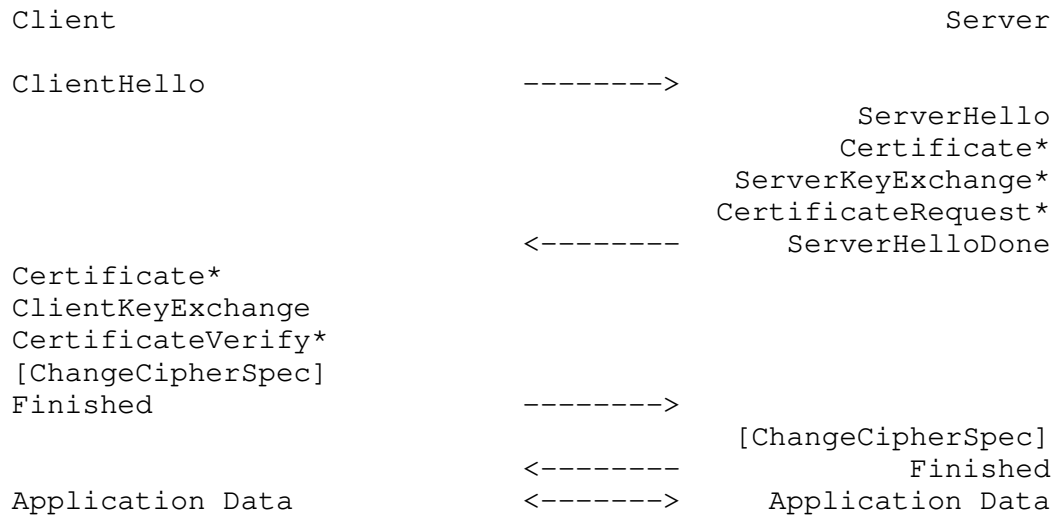 Client Server
ClientHello --------> 
ServerHello
Certificate*
ServerKeyExchange*
CertificateRequest*
<-------- ServerHelloDone
Certificate*
ClientKeyExchange
CertificateVerify*
[ChangeCipherSpec]
Finished -------->
[ChangeCipherSpec]
<-------- Finished
Application Data <-------> Application Data